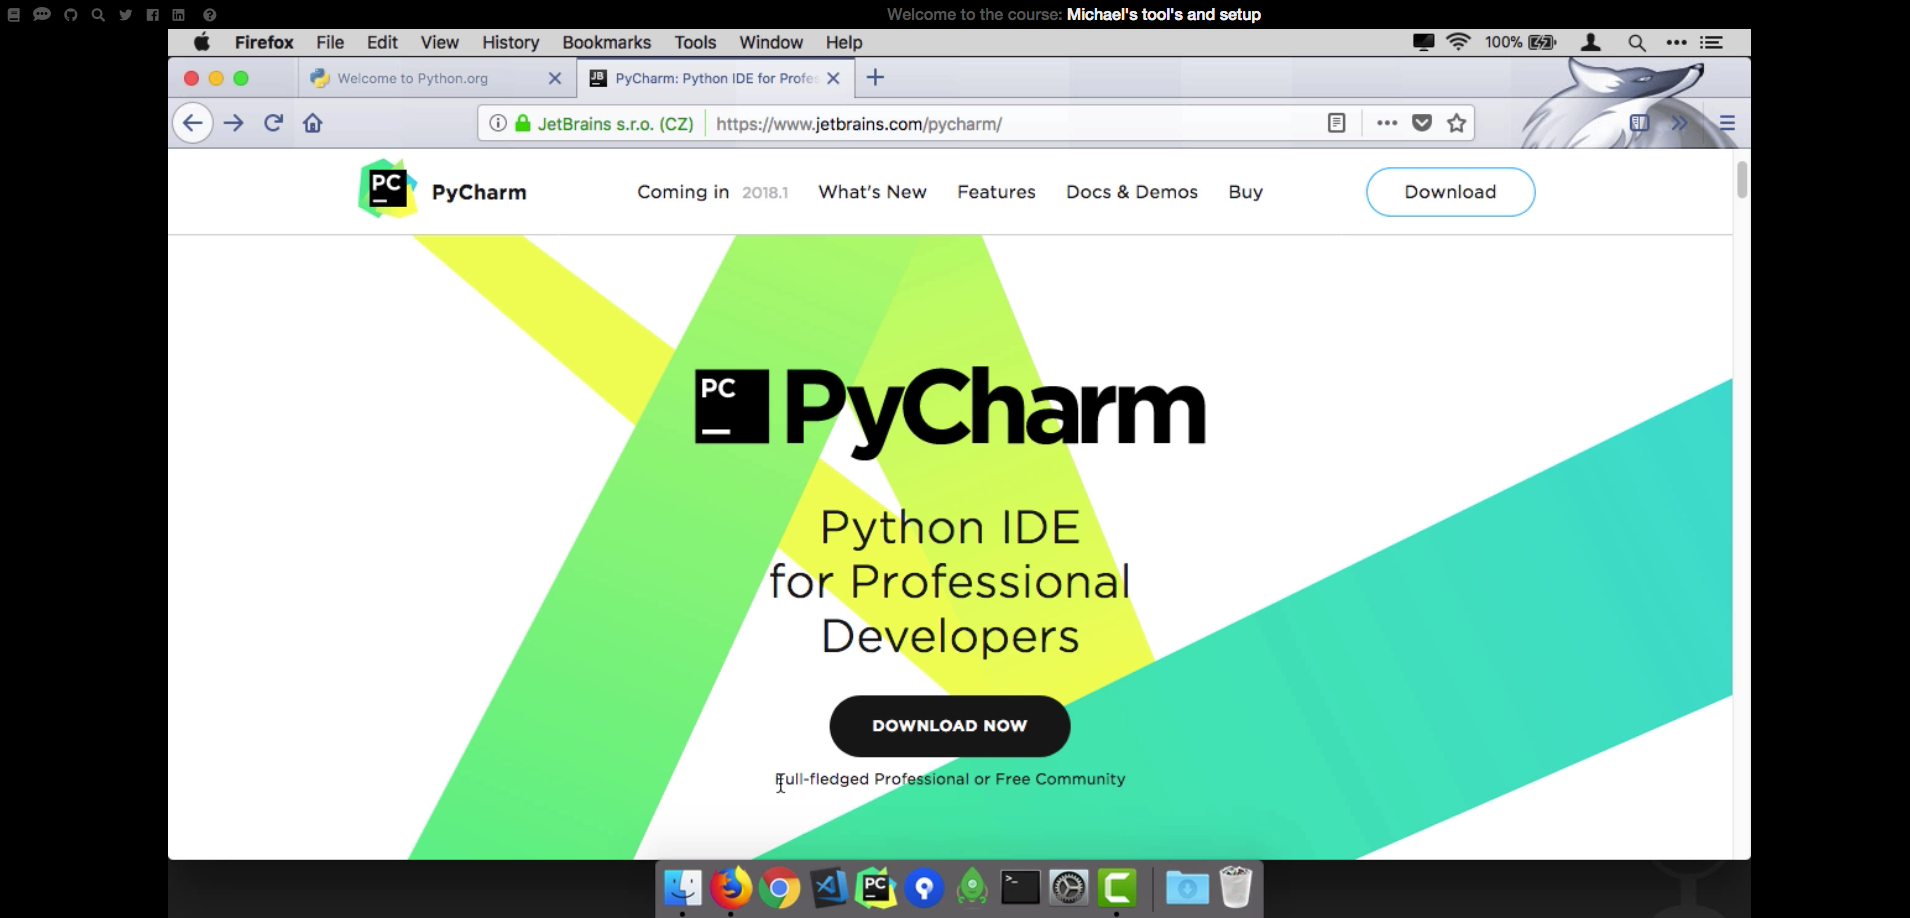 Welcome to the course: Michael's tool's and setup
Firefox File Edit View History Bookmarks Tools Window Help 100%
Welcome to Python.org
JB PyCharm: Python IDE for Profes
JetBrains s.r.o. (CZ) https://www.jetbrains.com/pycharm/
PC PyCharm Coming in 2018.1 What's New Features Docs & Demos Buy Download
PC PyCharm
Python IDE
for Professional
Developers
DOWNLOAD NOW
Full-fledged Professional or Free Community
PC